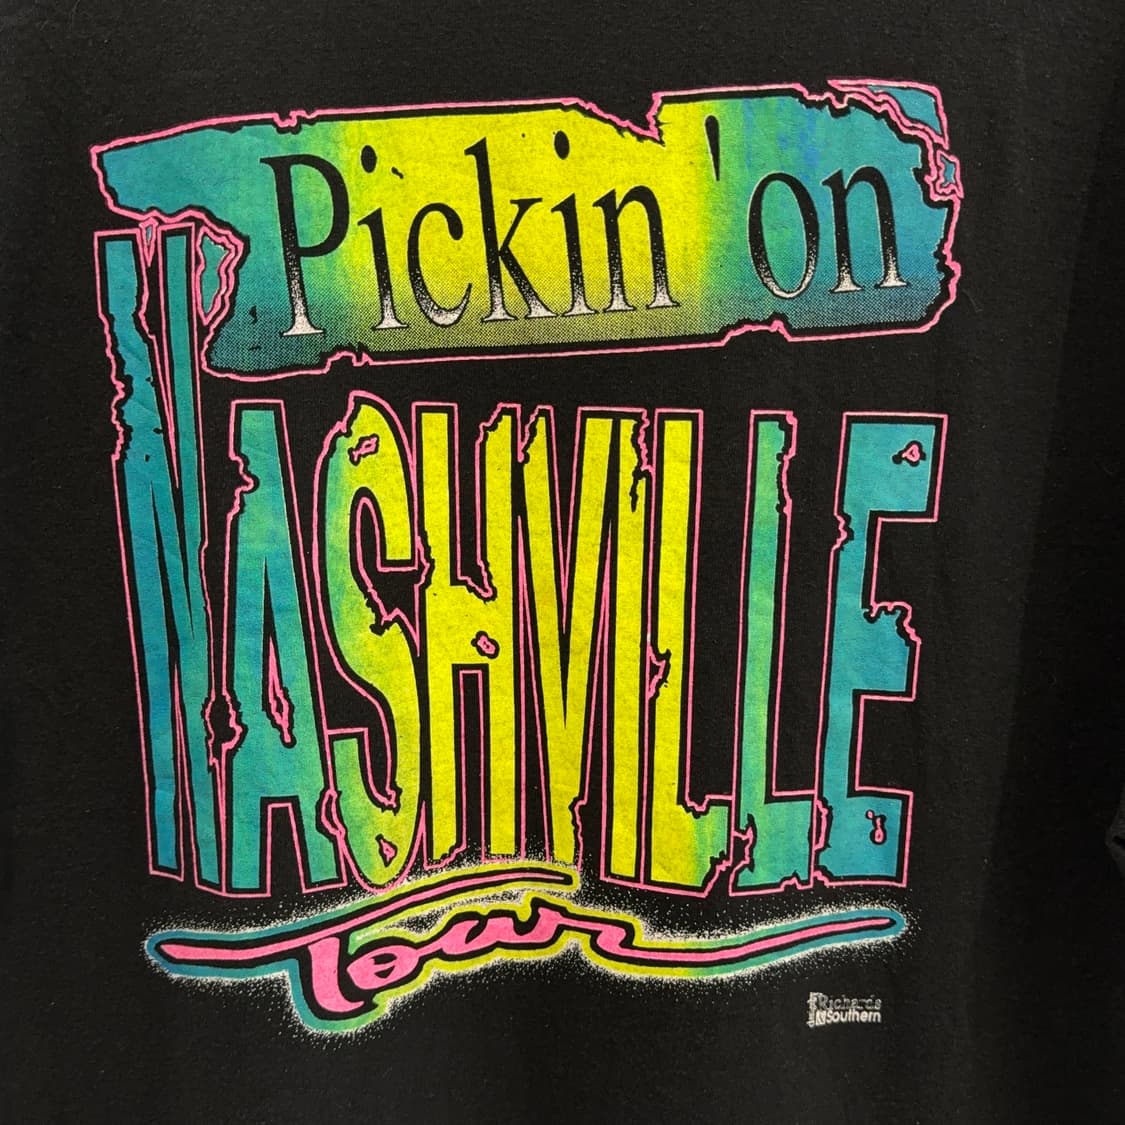 Pickin 'on
NASHVILLE
Tour
Richards
Southern